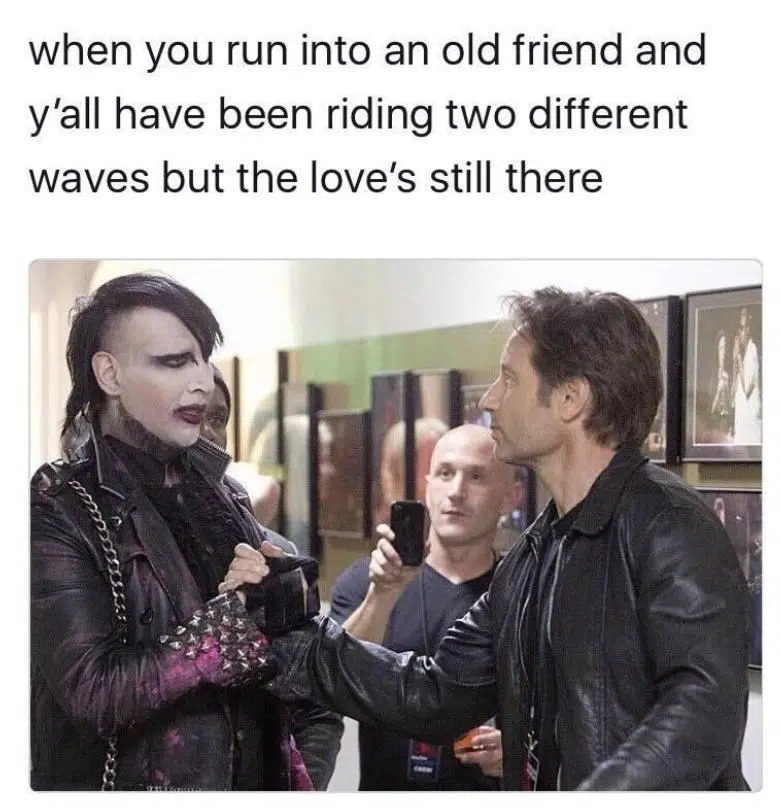 when you run into an old friend and
y'all have been riding two different
waves but the love's still there
CREW